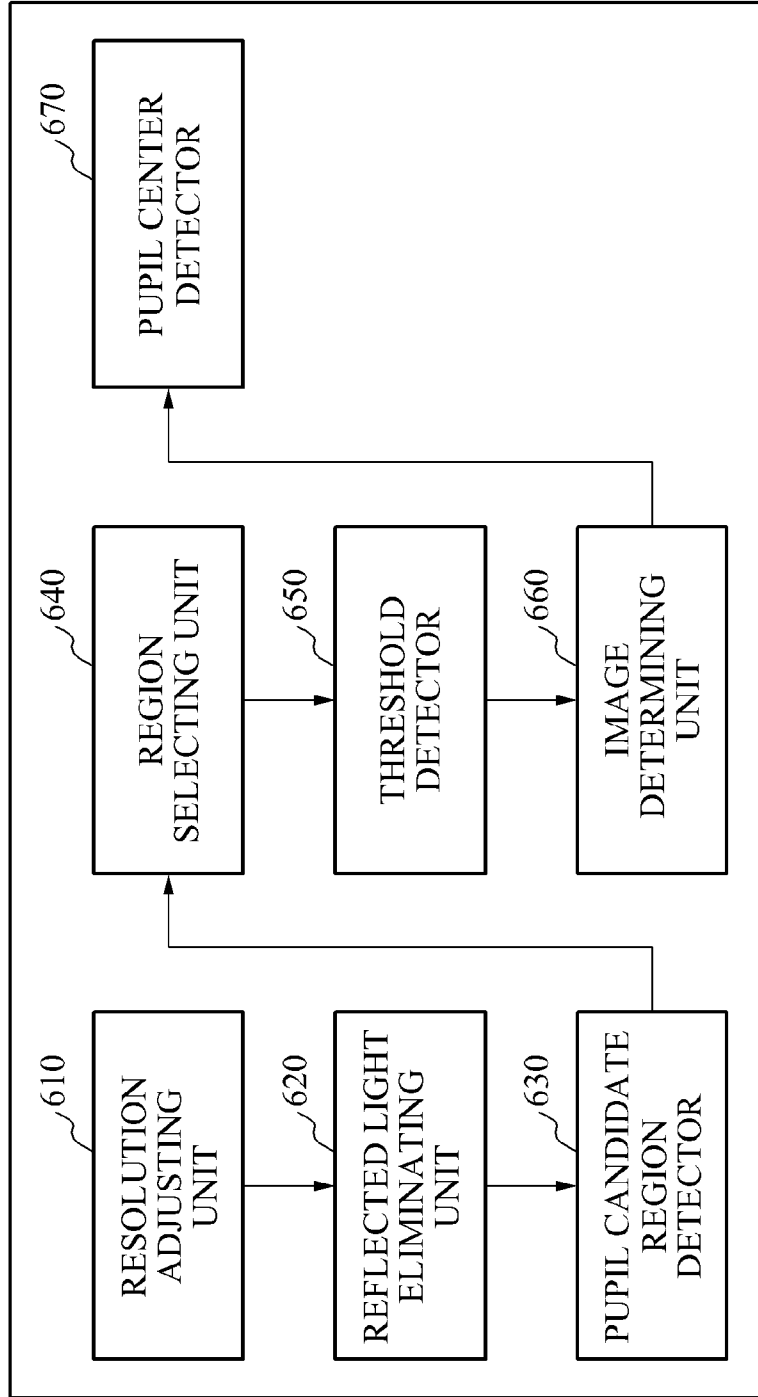 610
RESOLUTION
ADJUSTING
UNIT
620
REFLECTED LIGHT
ELIMINATING
UNIT
630
PUPIL CANDIDATE
REGION
DETECTOR
640
REGION
SELECTING UNIT
650
THRESHOLD
DETECTOR
660
IMAGE
DETERMINING
UNIT
670
PUPIL CENTER
DETECTOR